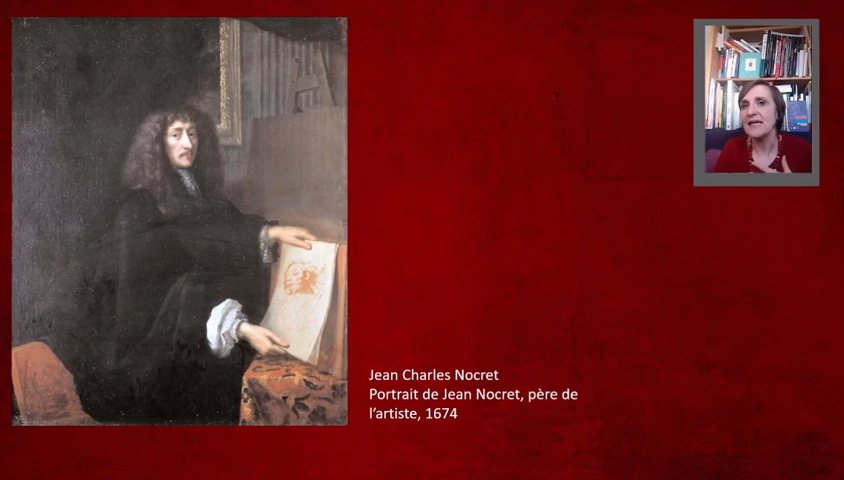 Jean Charles Nocret
Portrait de Jean Nocret, père de
l’artiste, 1674